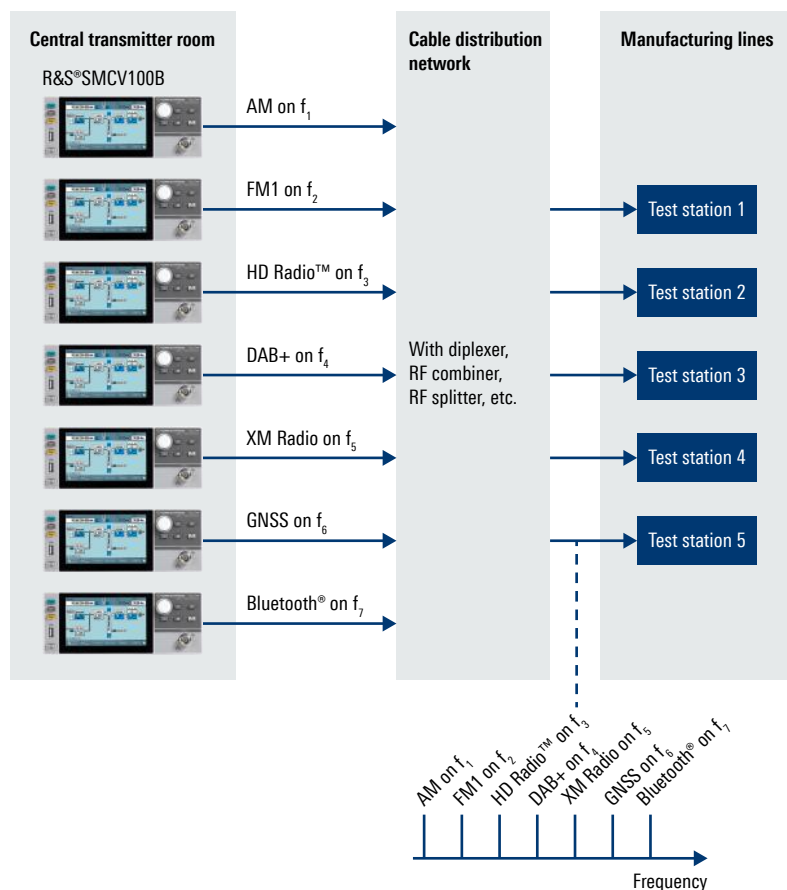 Central transmitter room
Cable distribution
network
Manufacturing lines
R&S®SMCV100B
AM on f₁
FM1 on f₂
HD Radio™ on f₃
DAB+ on f₄
XM Radio on f₅
GNSS on f₆
Bluetooth® on f₇
With diplexer,
RF combiner,
RF splitter, etc.
Test station 1
Test station 2
Test station 3
Test station 4
Test station 5
AM on f₁
FM1 on f₂
HD Radio™ on f₃
DAB+ on f₄
XM Radio on f₅
GNSS on f₆
Bluetooth® on f₇
Frequency